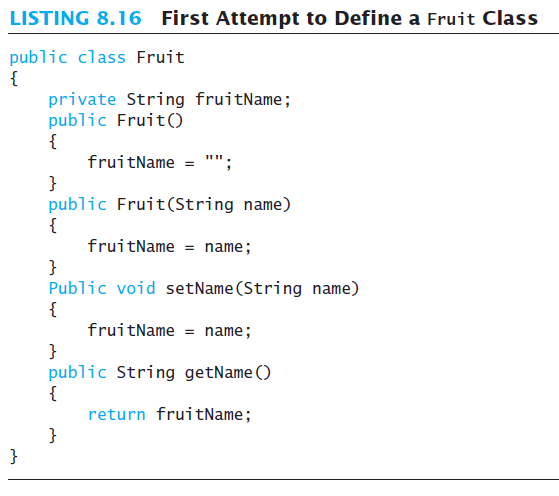 LISTING 8.16 First Attempt to Define a Fruit Class
public class Fruit
{
    private String fruitName;
    public Fruit()
    {
        fruitName = "";
    }
    public Fruit(String name)
    {
        fruitName = name;
    }
    Public void setName(String name)
    {
        fruitName = name;
    }
    public String getName()
    {
        return fruitName;
    }
}